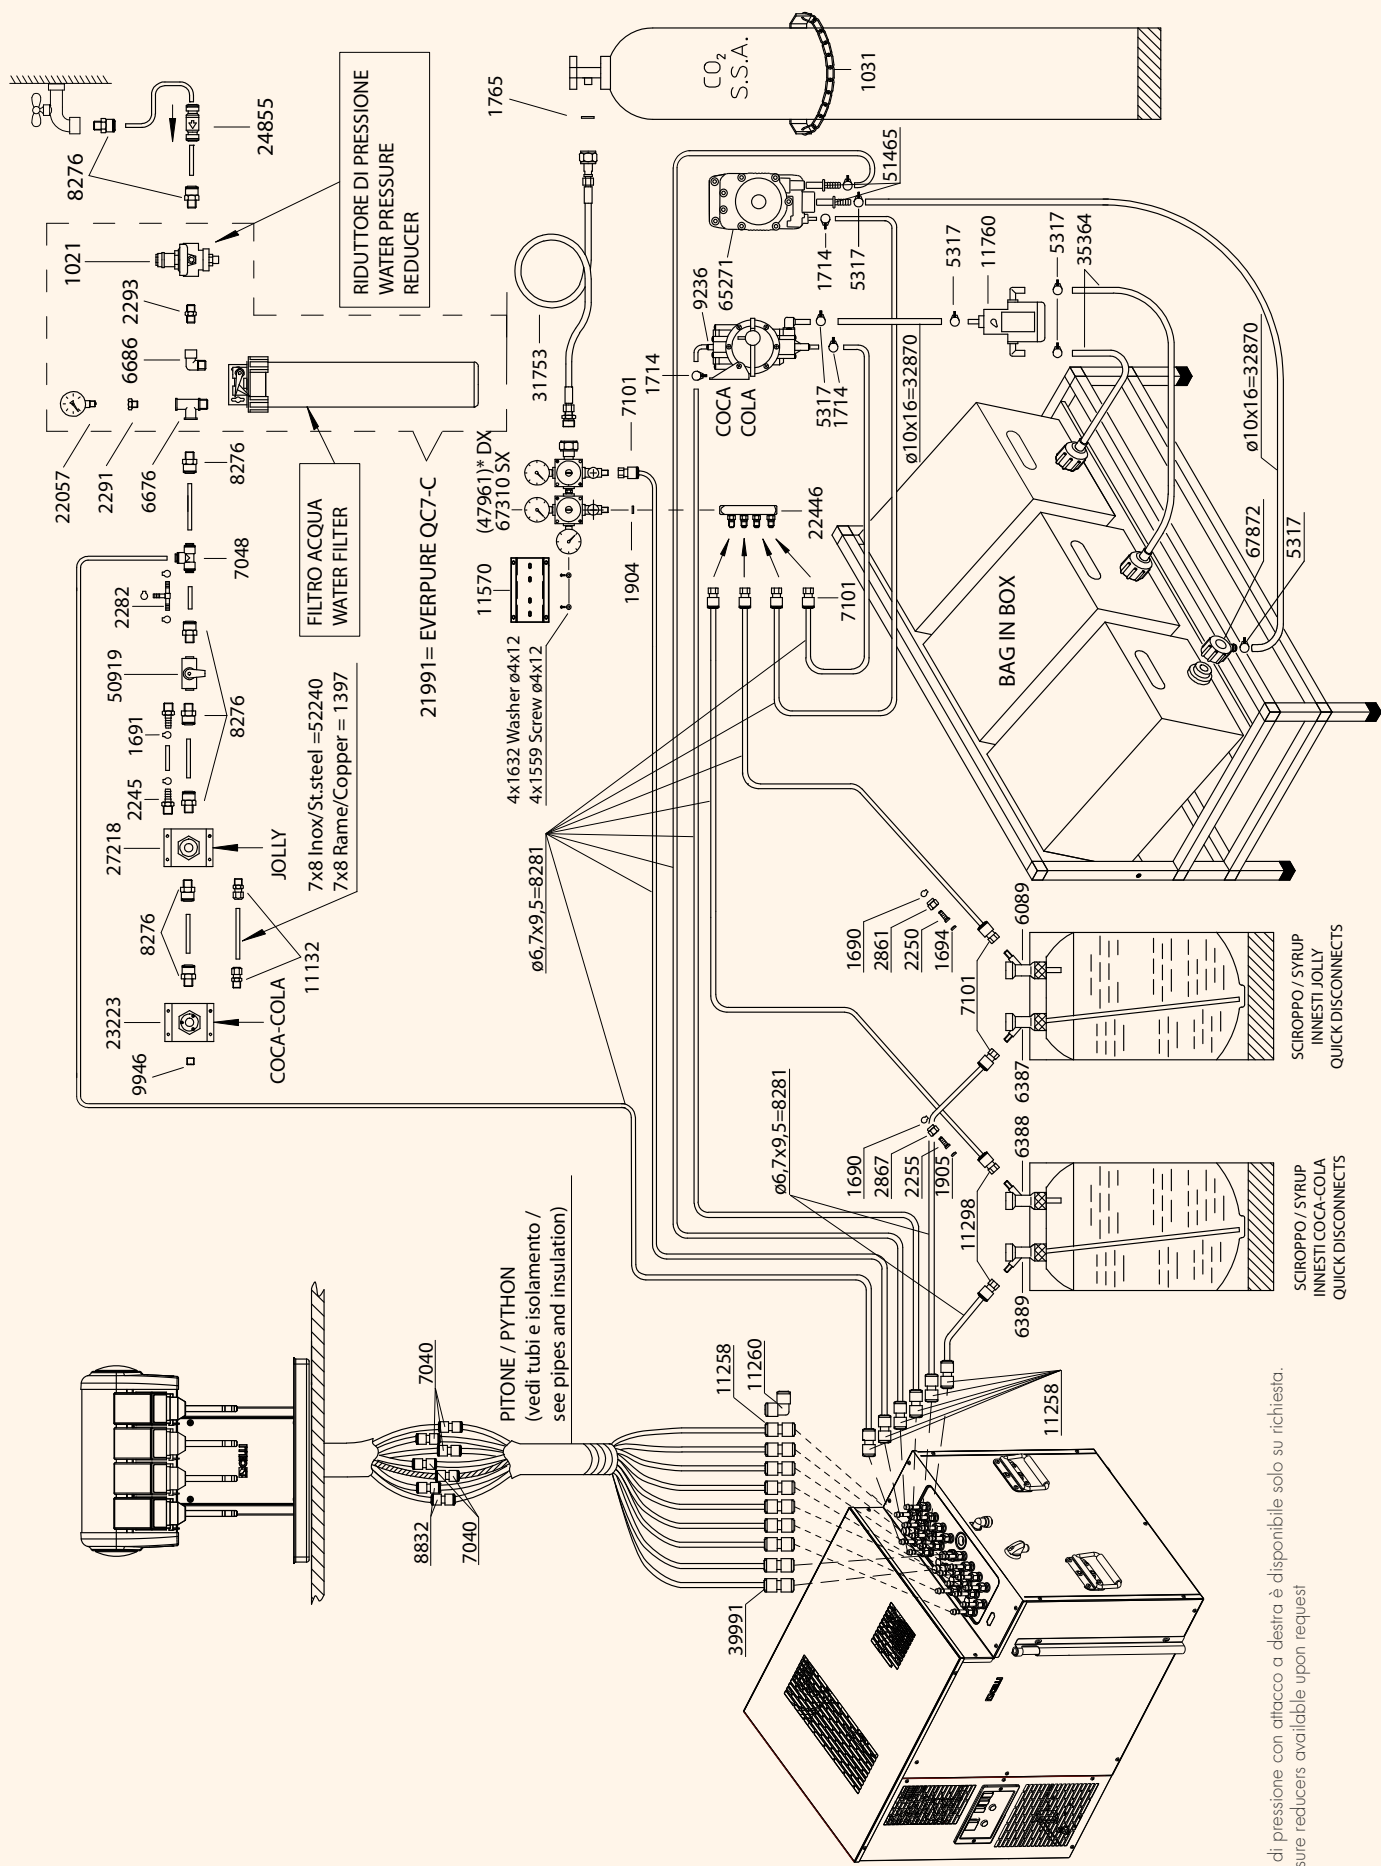 8276
24855
1021
2293
6686
22057
2291
6676
8276
7048
2282
50919
1691
2245
8276
27218
JOLLY
8276
23223
9946
COCA-COLA
11132
7x8 Inox/St.steel =52240
7x8 Rame/Copper = 1397
RIDUTTORE DI PRESSIONE
WATER PRESSURE
REDUCER
FILTRO ACQUA
WATER FILTER
21991= EVERPURE QC7-C
1765
CO2
S.S.A.
1031
31753
(47961)* DX
67310 SX
7101
1904
11570
4x1632 Washer ø4x12
4x1559 Screw ø4x12
22446
7101
ø6,7x9,5=8281
1714
9236
65271
COCA
COLA
5317
1714
1714
5317
51465
ø10x16=32870
5317
11760
5317
35364
ø10x16=32870
67872
5317
BAG IN BOX
1690
2861
2250
1694
7101
6089
6387
SCIROPPO / SYRUP
INNESTI JOLLY
QUICK DISCONNECTS
1690
2867
2255
1905
ø6,7x9,5=8281
11298
6388
6389
SCIROPPO / SYRUP
INNESTI COCA-COLA
QUICK DISCONNECTS
PITONE / PYTHON
(vedi tubi e isolamento /
see pipes and insulation)
7040
8832
7040
11258
11260
39991
11258
di pressione con attacco a destra è disponibile solo su richiesta.
sure reducers available upon request